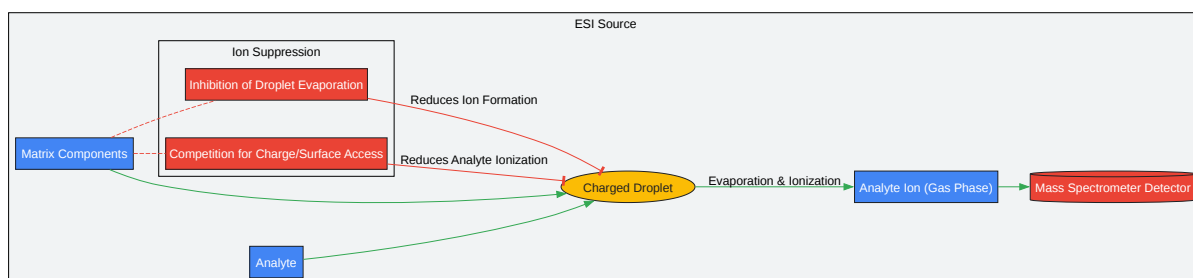 ESI Source
Ion Suppression
Inhibition of Droplet Evaporation
Reduces Ion Formation
Matrix Components
Competition for Charge/Surface Access
Reduces Analyte Ionization
Charged Droplet
Evaporation & Ionization
Analyte Ion (Gas Phase)
Mass Spectrometer Detector
Analyte